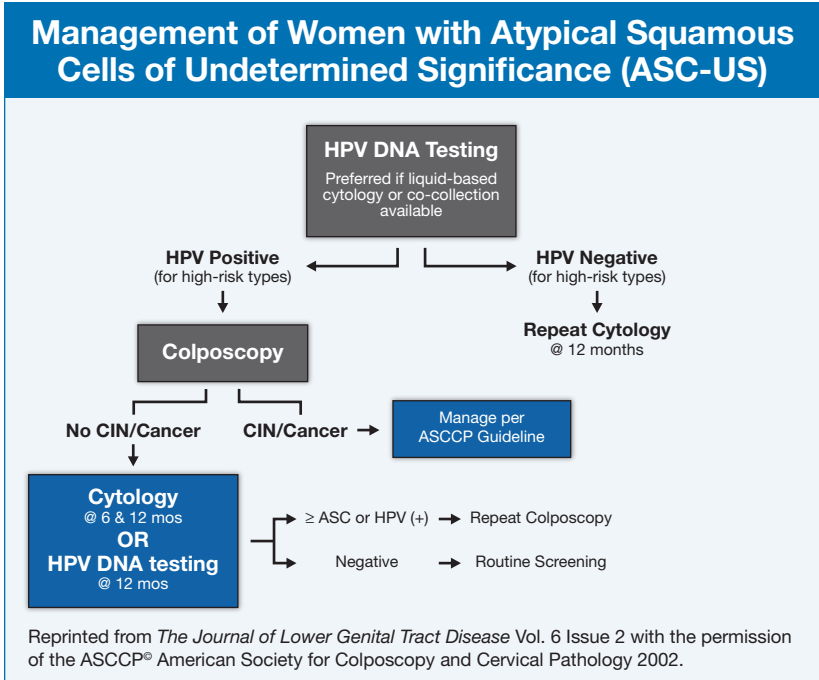 Management of Women with Atypical Squamous
Cells of Undetermined Significance (ASC-US)
HPV DNA Testing
Preferred if liquid-based
cytology or co-collection
available
HPV Positive
(for high-risk types)
HPV Negative
(for high-risk types)
Colposcopy
Repeat Cytology
@ 12 months
No CIN/Cancer
CIN/Cancer
Manage per
ASCCP Guideline
Cytology
@ 6 & 12 mos
OR
HPV DNA testing
@ 12 mos
≥ ASC or HPV (+)
Repeat Colposcopy
Negative
Routine Screening
Reprinted from The Journal of Lower Genital Tract Disease Vol. 6 Issue 2 with the permission
of the ASCCP© American Society for Colposcopy and Cervical Pathology 2002.